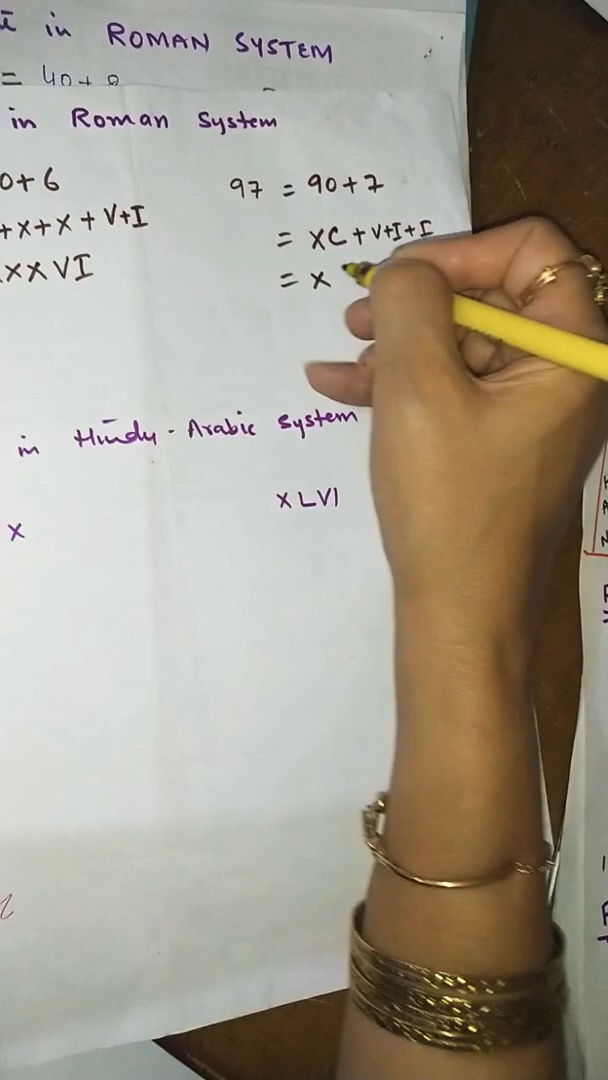 in ROMAN SYSTEM
= 40+8
in Roman System
0+6
+X+X+V+I
XXVI
97 = 90+7
= XC+V+I+I
= X
in Hindu-Arabic System
XLVI
X